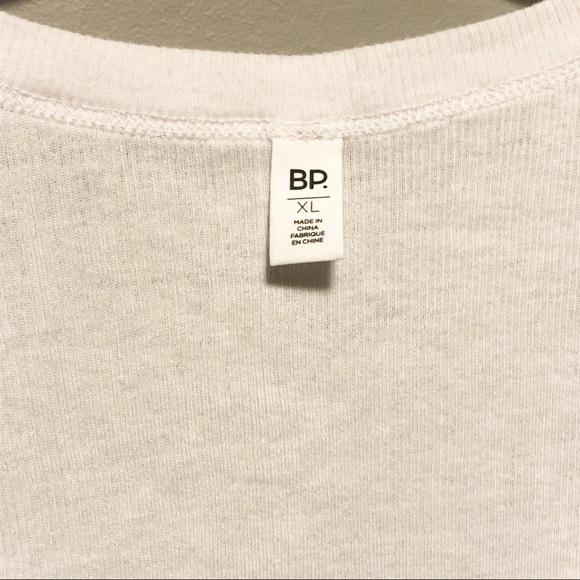 BP.
XL
MADE IN
CHINA
FABRIQUÉ
EN CHINE